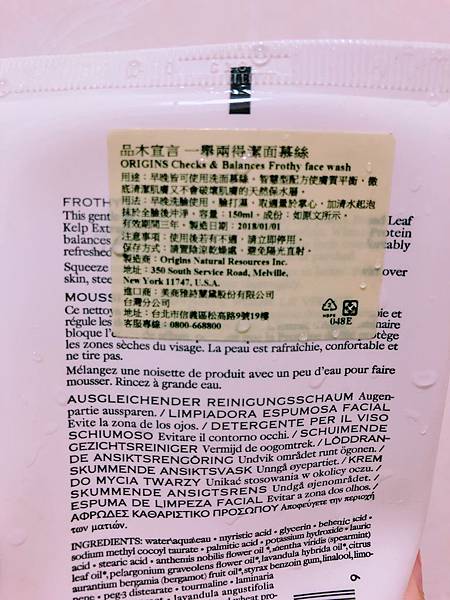 品木宣言 一舉兩得潔面慕絲
ORIGINS Checks & Balances Frothy face wash
用途：早晚皆可使用洗面慕絲。智慧型配方使膚質平衡，徹
底清潔肌膚又不會破壞肌膚的天然保水層。
用法：早晚洗臉使用，臉打濕，取適量於掌心，加清水起泡
抹於全臉後沖淨。容量：150ml。成份：如原文所示。
有效日期三年。製造日期：2018/01/01
注意事項：使用後若有不適，請立即停用。
保存方式：請置陰涼乾燥處，避免陽光直射。
製造商：Origins Natural Resources Inc.
地址：350 South Service Road, Melville,
New York 11747, U.S.A.
進口商：美商雅詩蘭黛股份有限公司
台灣分公司
地址：台北市信義區松高路9號19樓
客服專線：0800-668800
048E
FROTH
This gent Leaf
Kelp Ext otein
balances ably
refreshed
Squeeze over
skin, stee
MOUSS
Ce nettoy ie et
régule les naire
bloque l' otège
les zones sèches du visage. La peau est rafraîchie, confortable et
ne tire pas.
Mélangez une noisette de produit avec un peu d'eau pour faire
mousser. Rincez à grande eau.
AUSGLEICHENDER REINIGUNGSSCHAUM Augen-
partie aussparen. / LIMPIADORA ESPUMOSA FACIAL
Evite la zona de los ojos. / DETERGENTE PER IL VISO
SCHIUMOSO Evitare il contorno occhi. / SCHUIMENDE
GEZICHTSREINIGER Vermijd de oogomtrek. / LÖDDRAN-
DE ANSIKTSRENGÖRING Undvik området runt ögonen. /
SKUMMENDE ANSIKTSVASK Unngå øyepartiet. / KREM
DO MYCIA TWARZY Unikać stosowania w okolicy oczu. /
SKUMMENDE ANSIGTSRENS Undgå øjenområdet. /
ESPUMA DE LIMPEZA FACIAL Evitar a zona dos olhos. /
ΑΦΡΩΔΕΣ ΚΑΘΑΡΙΣΤΙΚΟ ΠΡΟΣΩΠΟΥ Αποφεύγετε την περιοχή
των ματιών.
INGREDIENTS: water\aqua\eau • myristic acid • glycerin • behenic acid •
sodium methyl cocoyl taurate • palmitic acid • potassium hydroxide • lauric
acid • stearic acid • anthemis nobilis flower oil*, mentha viridis (spearmint)
leaf oil*, pelargonium graveolens flower oil*, lavandula hybrida oil*, citrus
aurantium bergamia (bergamot) fruit oil*, styrax benzoin gum, linalool, limo-
nene • peg-3 distearate • tourmaline • laminaria
lavandula angustifolia